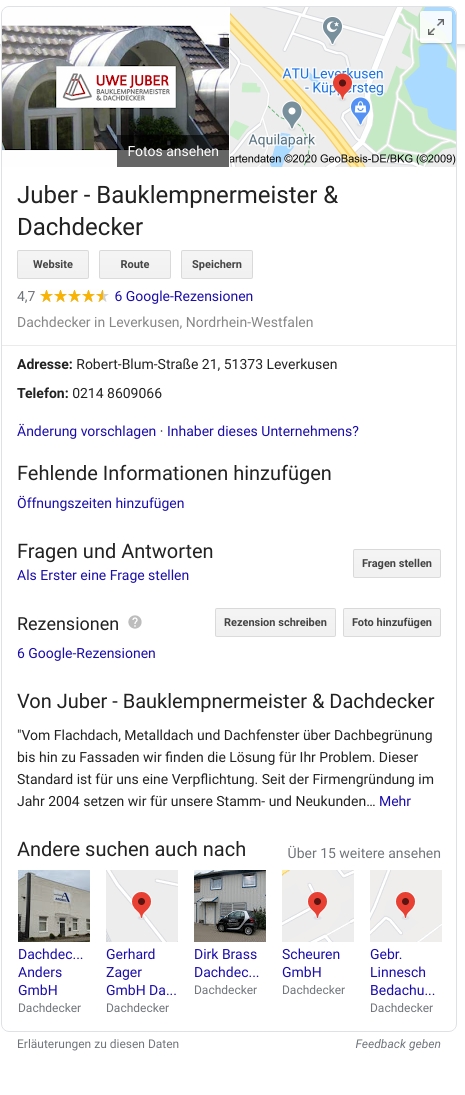 UWE JUBER
BAUKLEMPNERMEISTER
& DACHDECKER
Fotos ansehen
ATU Leverkusen
- Küppersteg
Aquilapark
artendaten ©2020 GeoBasis-DE/BKG (©2009)
Juber - Bauklempnermeister &
Dachdecker
Website Route Speichern
4,7 6 Google-Rezensionen
Dachdecker in Leverkusen, Nordrhein-Westfalen
Adresse: Robert-Blum-Straße 21, 51373 Leverkusen
Telefon: 0214 8609066
Änderung vorschlagen · Inhaber dieses Unternehmens?
Fehlende Informationen hinzufügen
Öffnungszeiten hinzufügen
Fragen und Antworten
Fragen stellen
Als Erster eine Frage stellen
Rezensionen ? Rezension schreiben Foto hinzufügen
6 Google-Rezensionen
Von Juber - Bauklempnermeister & Dachdecker
"Vom Flachdach, Metalldach und Dachfenster über Dachbegrünung
bis hin zu Fassaden wir finden die Lösung für Ihr Problem. Dieser
Standard ist für uns eine Verpflichtung. Seit der Firmengründung im
Jahr 2004 setzen wir für unsere Stamm- und Neukunden… Mehr
Andere suchen auch nach Über 15 weitere ansehen
Dachdec...
Anders
GmbH
Dachdecker
Gerhard
Zager
GmbH Da...
Dachdecker
Dirk Brass
Dachdec...
Dachdecker
Scheuren
GmbH
Dachdecker
Gebr.
Linnesch
Bedachu...
Dachdecker
Erläuterungen zu diesen Daten Feedback geben